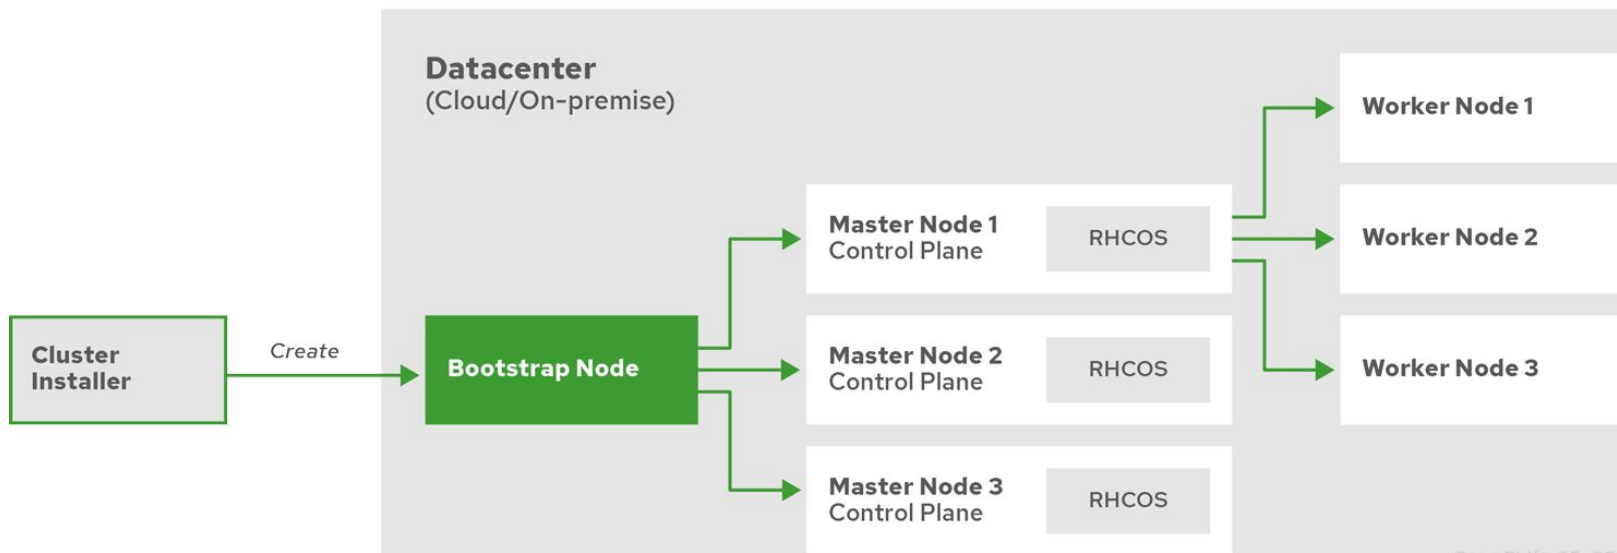 Datacenter
(Cloud/On-premise)
Cluster
Installer
Create
Bootstrap Node
Master Node 1
Control Plane
RHCOS
Master Node 2
Control Plane
RHCOS
Master Node 3
Control Plane
RHCOS
Worker Node 1
Worker Node 2
Worker Node 3